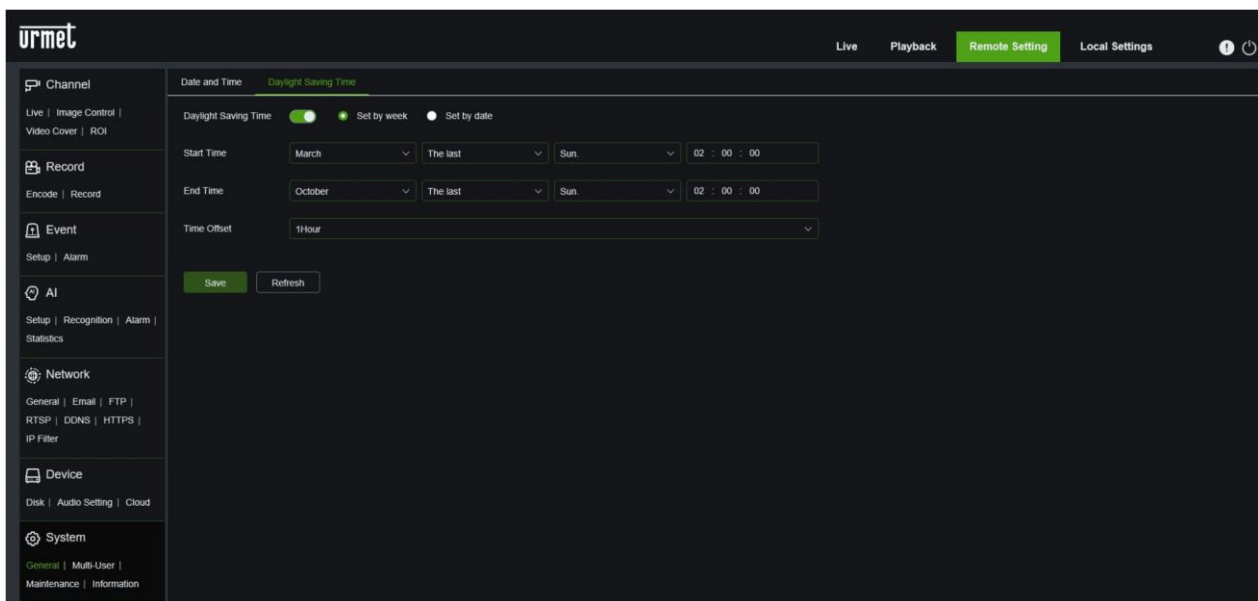 urmet
Live Playback Remote Setting Local Settings
Channel
Live | Image Control |
Video Cover | ROI
Record
Encode | Record
Event
Setup | Alarm
AI
Setup | Recognition | Alarm |
Statistics
Network
General | Email | FTP |
RTSP | DDNS | HTTPS |
IP Filter
Device
Disk | Audio Setting | Cloud
System
General | Multi-User |
Maintenance | Information
Date and Time Daylight Saving Time
Daylight Saving Time Set by week Set by date
Start Time March The last Sun. 02 : 00 : 00
End Time October The last Sun. 02 : 00 : 00
Time Offset 1Hour
Save Refresh